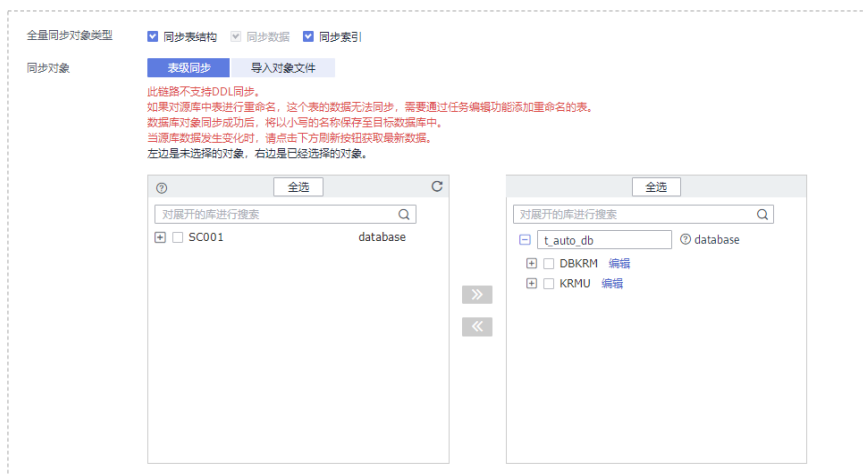 全量同步对象类型 同步表结构 同步数据 同步索引
同步对象 表级同步 导入对象文件
此链路不支持DDL同步。
如果对源库中表进行重命名，这个表的数据无法同步，需要通过任务编辑功能添加重命名的表。
数据库对象同步成功后，将以小写的名称保存至目标数据库中。
当源库数据发生变化时，请点击下方刷新按钮获取最新数据。
左边是未选择的对象，右边是已经选择的对象。
全选 全选
对展开的库进行搜索 对展开的库进行搜索
SC001 database t_auto_db database
DBKRM 编辑
KRMU 编辑